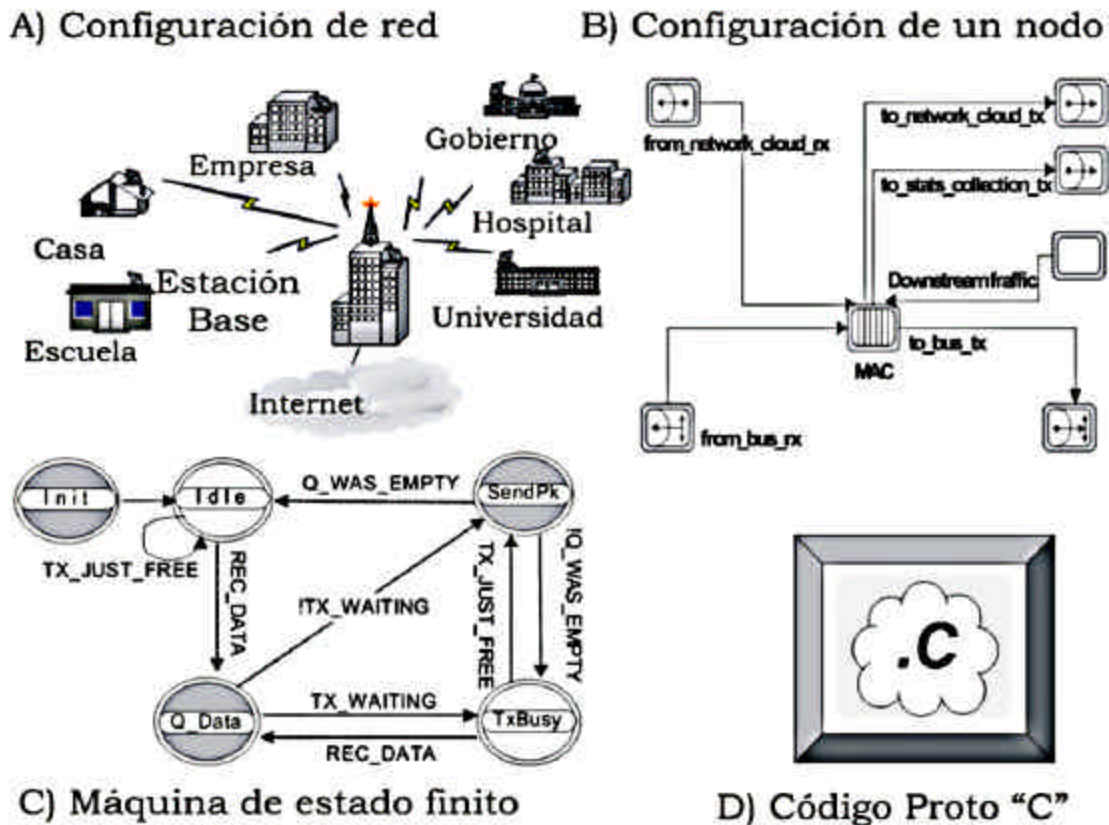 A) Configuración de red
Empresa
Gobierno
Casa
Hospital
Escuela
Estación
Base
Universidad
Internet
B) Configuración de un nodo
from_network_cloud_rx
to_network_cloud_tx
to_stats_collection_tx
Downstream traffic
MAC
to_bus_tx
from_bus_rx
Init
Idle
Q_WAS_EMPTY
SendPk
TX_JUST_FREE
REC_DATA
!TX_WAITING
TX_JUST_FREE
!Q_WAS_EMPTY
Q_Data
TX_WAITING
TxBusy
REC_DATA
C) Máquina de estado finito
.C
D) Código Proto “C”